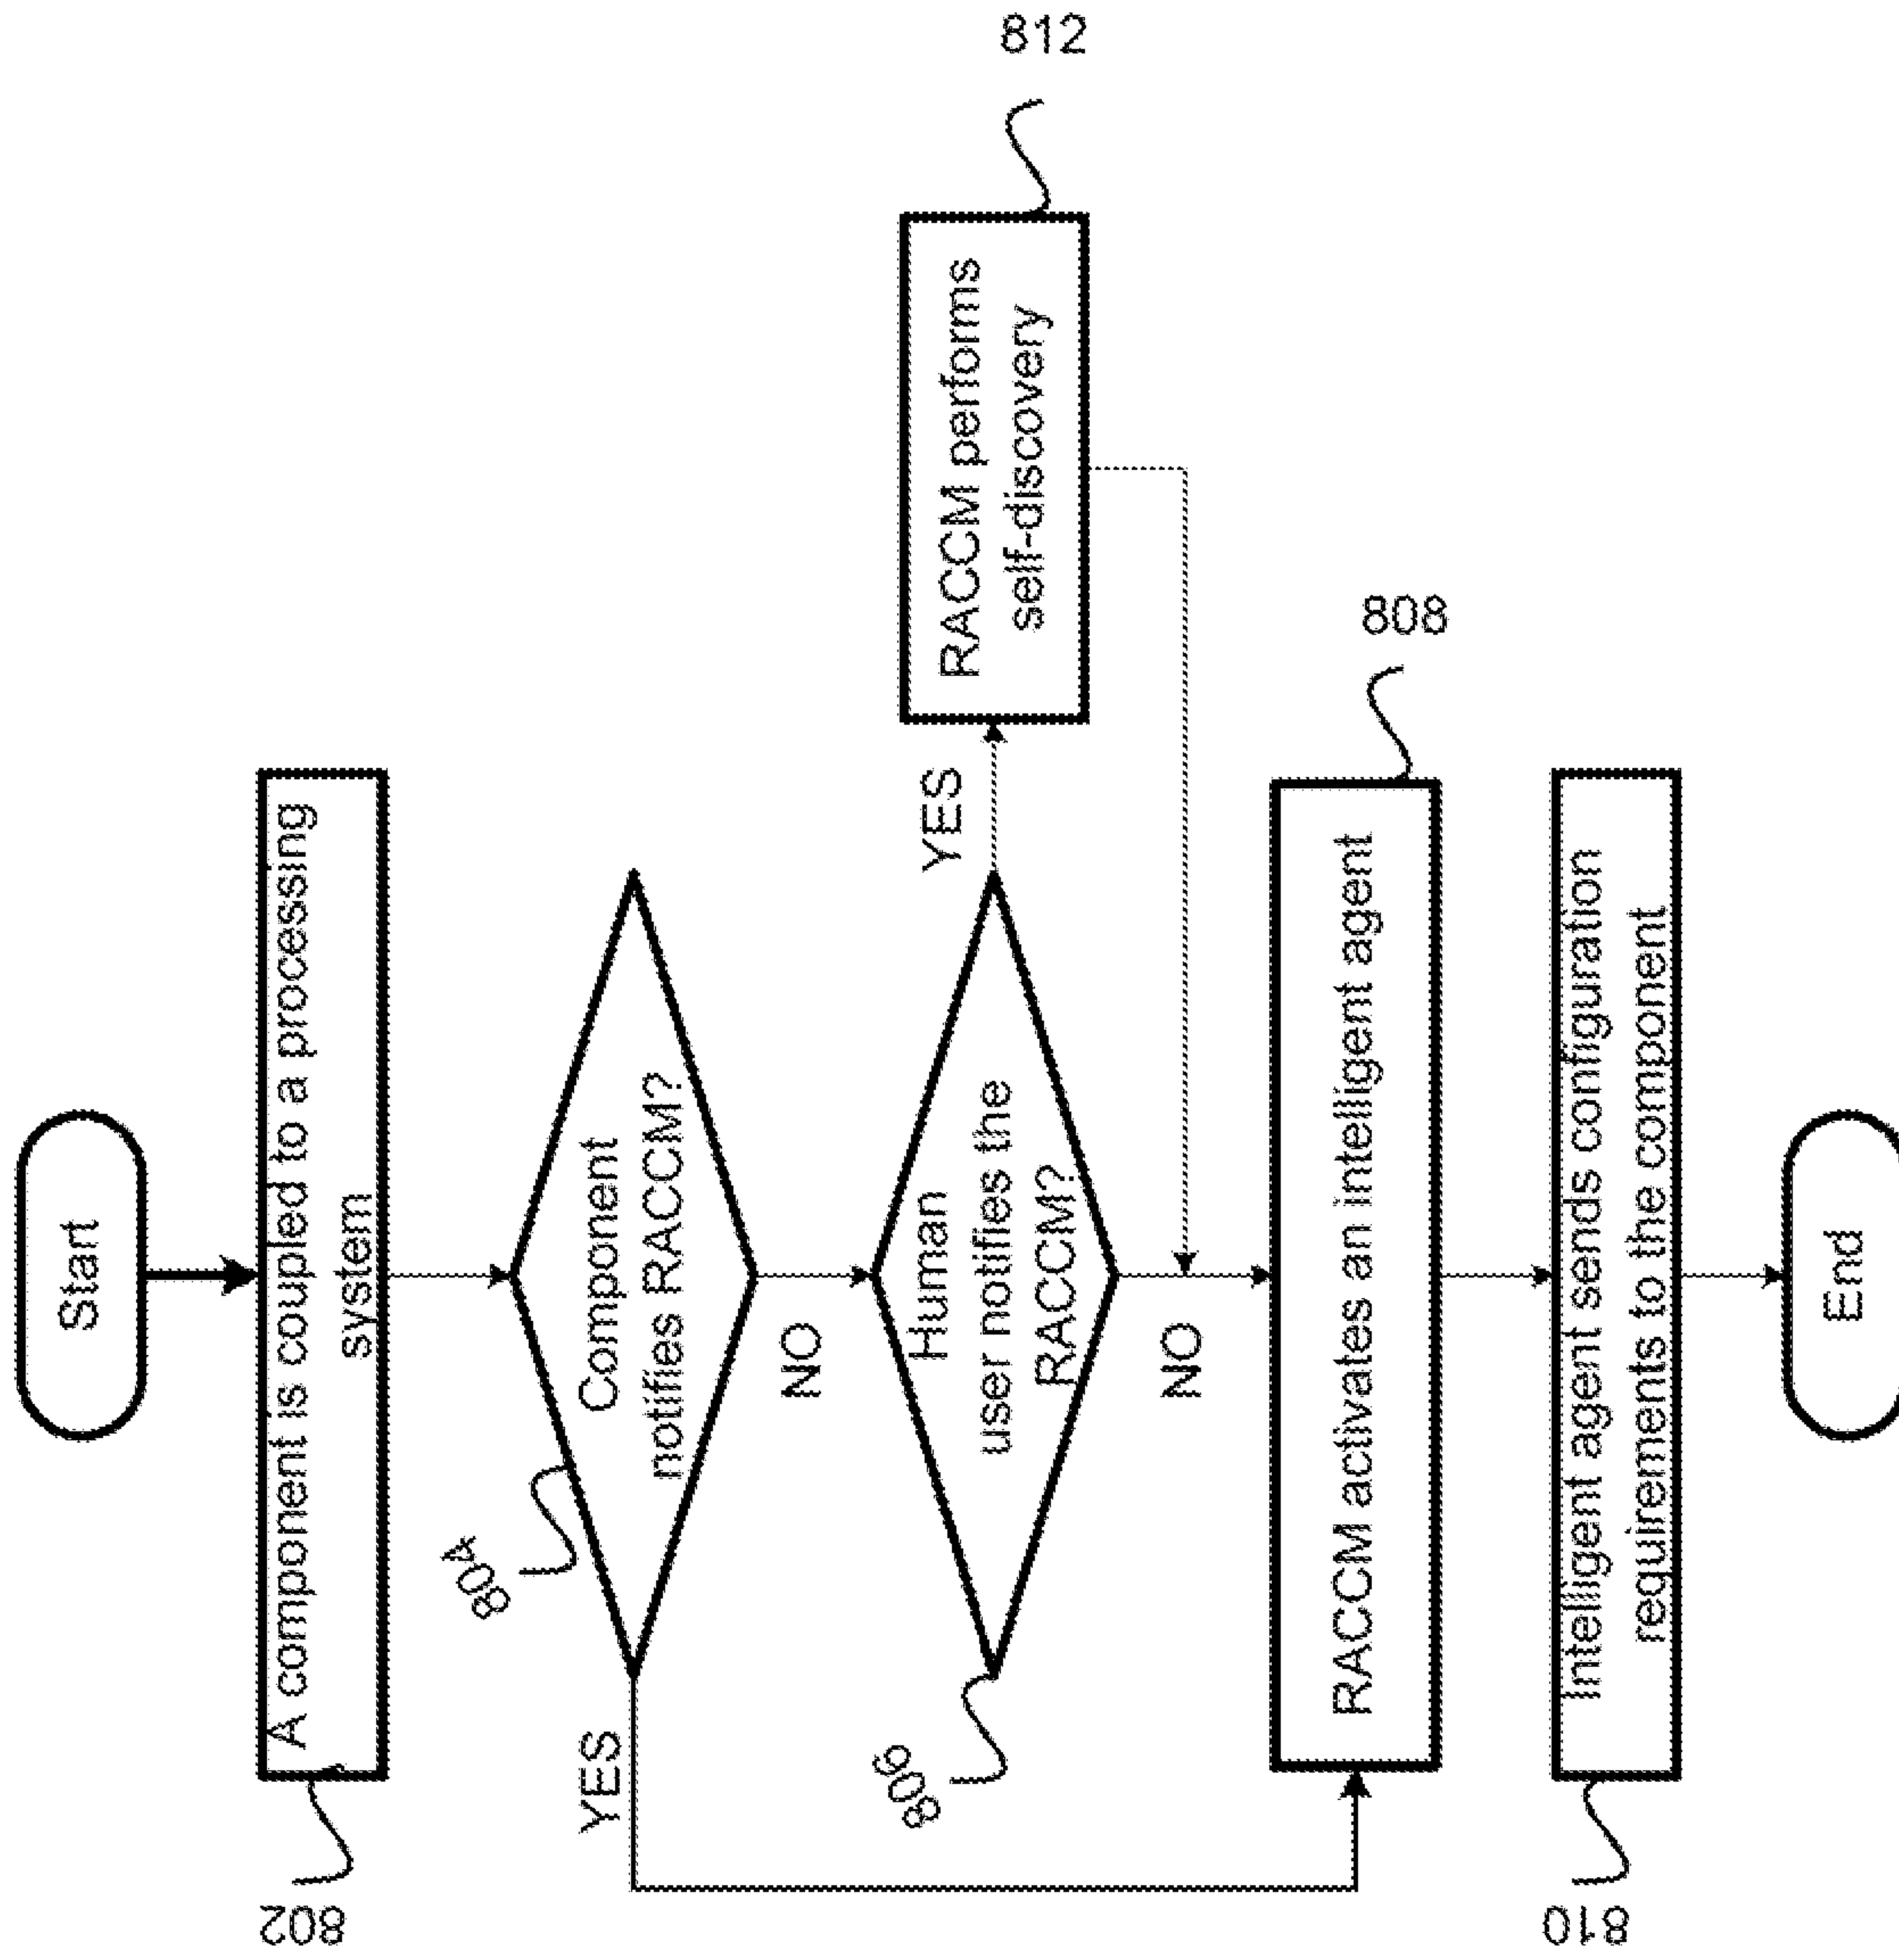 Start
A component is coupled to a processing
system
802
Component
notifies RACCM?
804
YES
NO
Human
user notifies the
RACCM?
806
YES
NO
RACCM performs
self-discovery
812
RACCM activates an intelligent agent
808
Intelligent agent sends configuration
requirements to the component
810
End